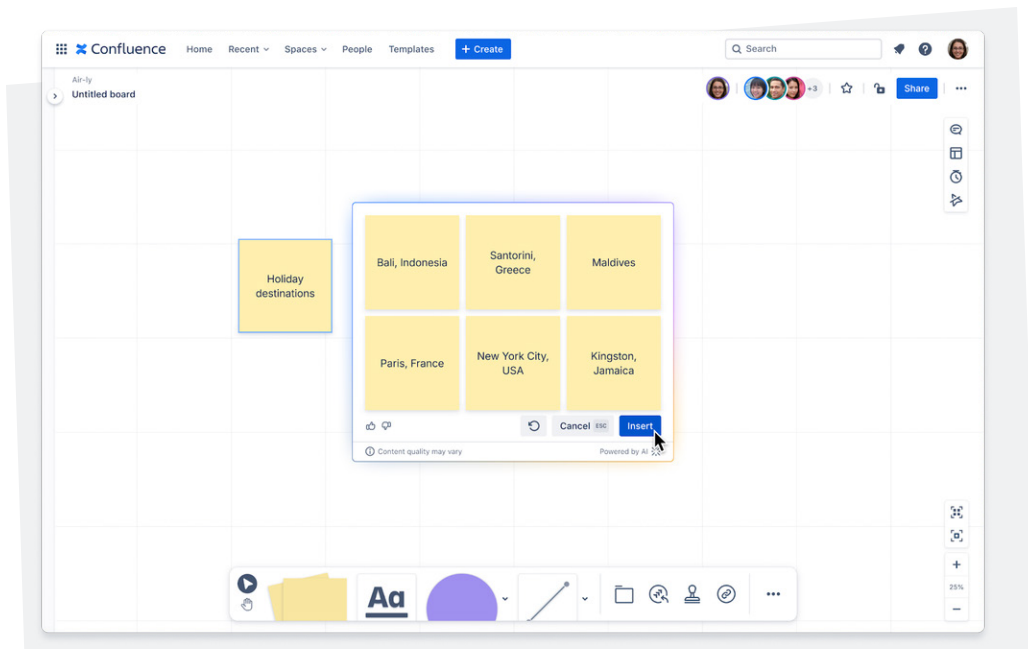 Confluence
Home
Recent
Spaces
People
Templates
+ Create
Search
Air-ly
Untitled board
+3
Share
Holiday
destinations
Bali, Indonesia
Santorini,
Greece
Maldives
Paris, France
New York City,
USA
Kingston,
Jamaica
Cancel ESC
Insert
Content quality may vary
Powered by AI
Aa
25%